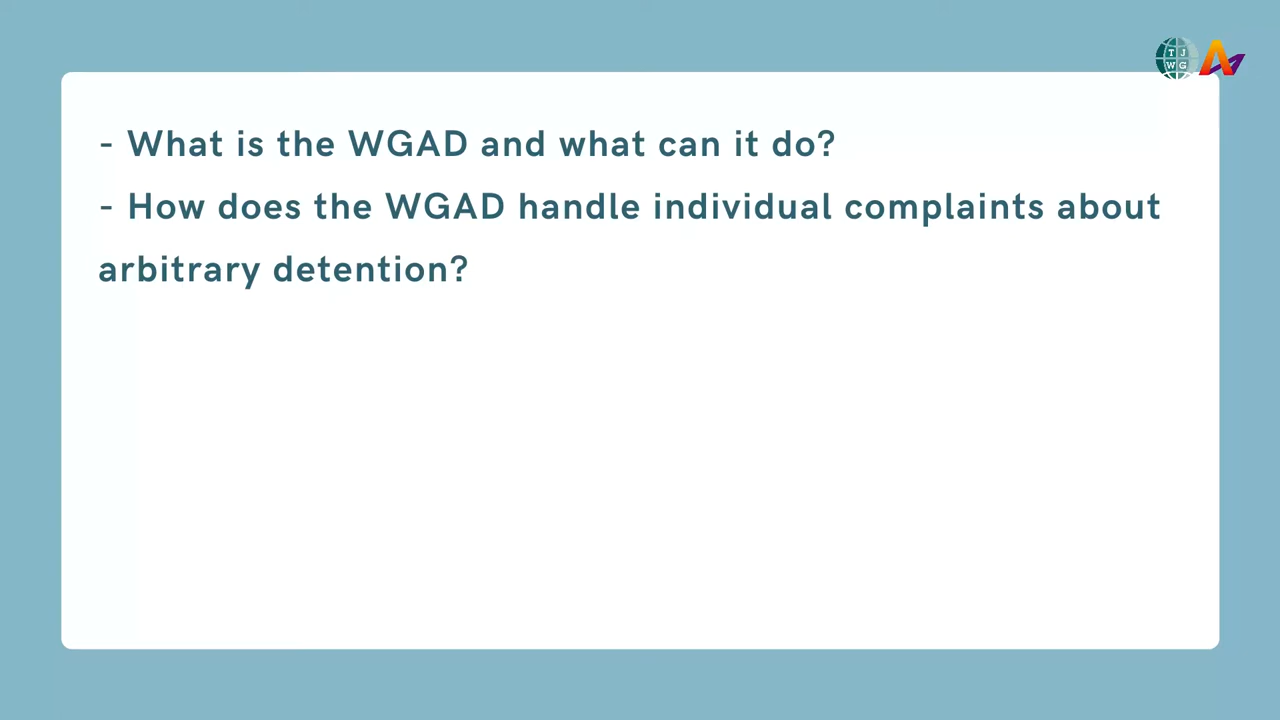 T J
W G
- What is the WGAD and what can it do?
- How does the WGAD handle individual complaints about
arbitrary detention?